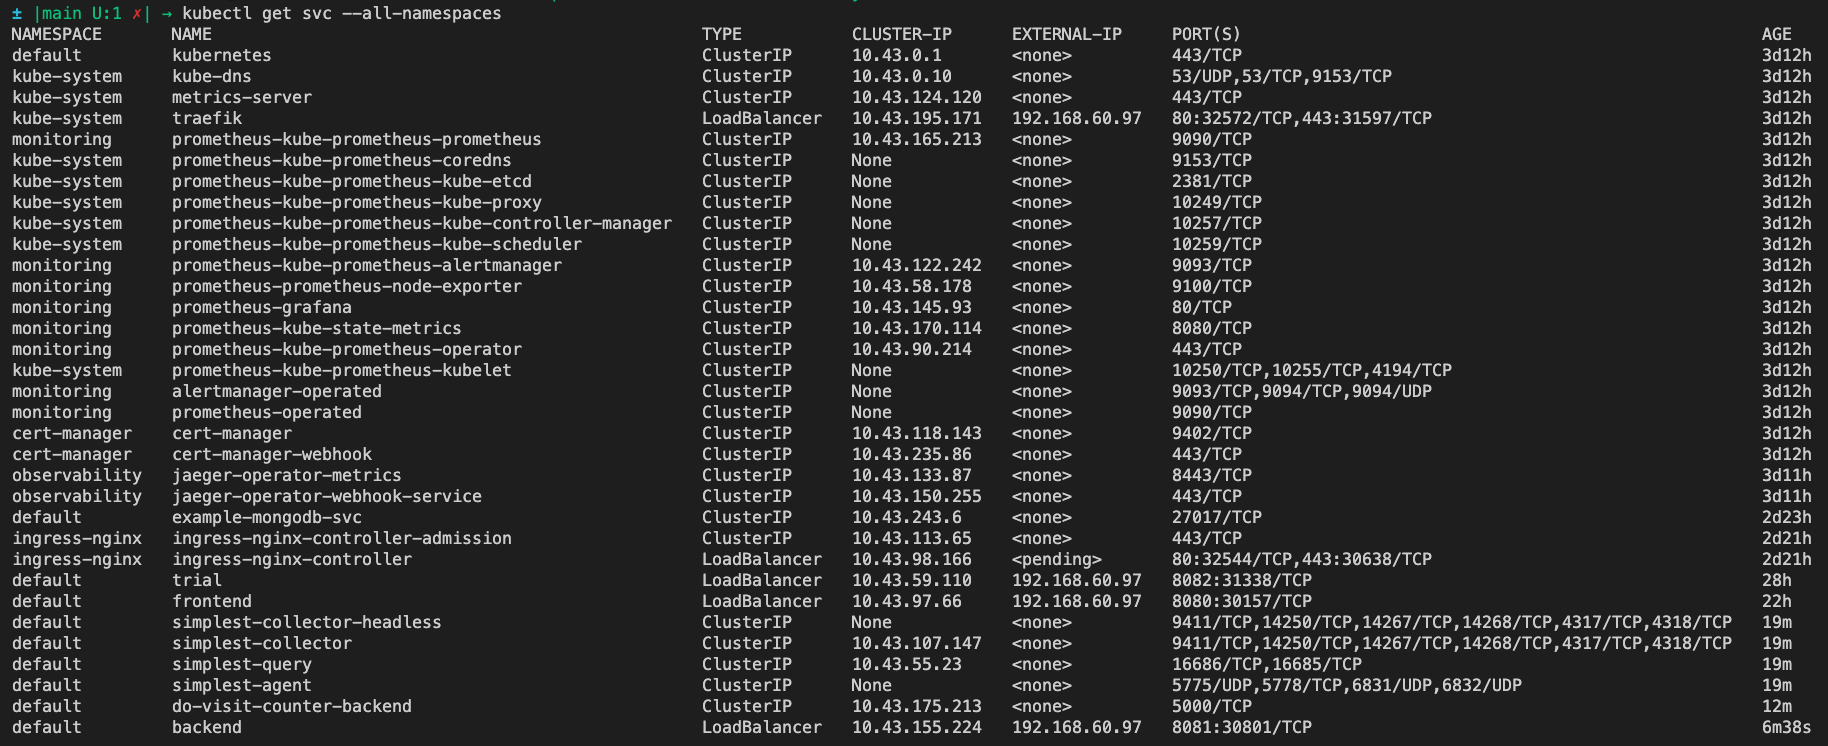 ± |main U:1 ✗| → kubectl get svc --all-namespaces
NAMESPACE NAME TYPE CLUSTER-IP EXTERNAL-IP PORT(S) AGE
default kubernetes ClusterIP 10.43.0.1 <none> 443/TCP 3d12h
kube-system kube-dns ClusterIP 10.43.0.10 <none> 53/UDP,53/TCP,9153/TCP 3d12h
kube-system metrics-server ClusterIP 10.43.124.120 <none> 443/TCP 3d12h
kube-system traefik LoadBalancer 10.43.195.171 192.168.60.97 80:32572/TCP,443:31597/TCP 3d12h
monitoring prometheus-kube-prometheus-prometheus ClusterIP 10.43.165.213 <none> 9090/TCP 3d12h
kube-system prometheus-kube-prometheus-coredns ClusterIP None <none> 9153/TCP 3d12h
kube-system prometheus-kube-prometheus-kube-etcd ClusterIP None <none> 2381/TCP 3d12h
kube-system prometheus-kube-prometheus-kube-proxy ClusterIP None <none> 10249/TCP 3d12h
kube-system prometheus-kube-prometheus-kube-controller-manager ClusterIP None <none> 10257/TCP 3d12h
kube-system prometheus-kube-prometheus-kube-scheduler ClusterIP None <none> 10259/TCP 3d12h
monitoring prometheus-kube-prometheus-alertmanager ClusterIP 10.43.122.242 <none> 9093/TCP 3d12h
monitoring prometheus-prometheus-node-exporter ClusterIP 10.43.58.178 <none> 9100/TCP 3d12h
monitoring prometheus-grafana ClusterIP 10.43.145.93 <none> 80/TCP 3d12h
monitoring prometheus-kube-state-metrics ClusterIP 10.43.170.114 <none> 8080/TCP 3d12h
monitoring prometheus-kube-prometheus-operator ClusterIP 10.43.90.214 <none> 443/TCP 3d12h
kube-system prometheus-kube-prometheus-kubelet ClusterIP None <none> 10250/TCP,10255/TCP,4194/TCP 3d12h
monitoring alertmanager-operated ClusterIP None <none> 9093/TCP,9094/TCP,9094/UDP 3d12h
monitoring prometheus-operated ClusterIP None <none> 9090/TCP 3d12h
cert-manager cert-manager ClusterIP 10.43.118.143 <none> 9402/TCP 3d12h
cert-manager cert-manager-webhook ClusterIP 10.43.235.86 <none> 443/TCP 3d12h
observability jaeger-operator-metrics ClusterIP 10.43.133.87 <none> 8443/TCP 3d11h
observability jaeger-operator-webhook-service ClusterIP 10.43.150.255 <none> 443/TCP 3d11h
default example-mongodb-svc ClusterIP 10.43.243.6 <none> 27017/TCP 2d23h
ingress-nginx ingress-nginx-controller-admission ClusterIP 10.43.113.65 <none> 443/TCP 2d21h
ingress-nginx ingress-nginx-controller LoadBalancer 10.43.98.166 <pending> 80:32544/TCP,443:30638/TCP 2d21h
default trial LoadBalancer 10.43.59.110 192.168.60.97 8082:31338/TCP 28h
default frontend LoadBalancer 10.43.97.66 192.168.60.97 8080:30157/TCP 22h
default simplest-collector-headless ClusterIP None <none> 9411/TCP,14250/TCP,14267/TCP,14268/TCP,4317/TCP,4318/TCP 19m
default simplest-collector ClusterIP 10.43.107.147 <none> 9411/TCP,14250/TCP,14267/TCP,14268/TCP,4317/TCP,4318/TCP 19m
default simplest-query ClusterIP 10.43.55.23 <none> 16686/TCP,16685/TCP 19m
default simplest-agent ClusterIP None <none> 5775/UDP,5778/TCP,6831/UDP,6832/UDP 19m
default do-visit-counter-backend ClusterIP 10.43.175.213 <none> 5000/TCP 12m
default backend LoadBalancer 10.43.155.224 192.168.60.97 8081:30801/TCP 6m38s